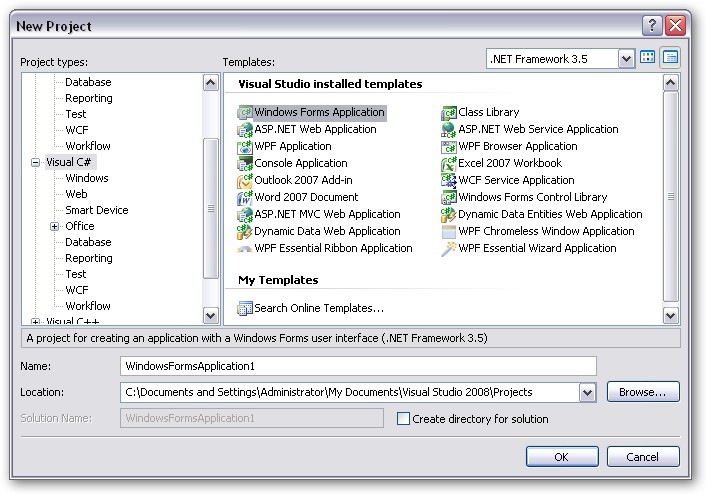 New Project
Project types:
Templates:
.NET Framework 3.5
Database
Reporting
Test
WCF
Workflow
Visual C#
Windows
Web
Smart Device
Office
Database
Reporting
Test
WCF
Workflow
Visual C++
Visual Studio installed templates
Windows Forms Application
ASP.NET Web Application
WPF Application
Console Application
Outlook 2007 Add-in
Word 2007 Document
ASP.NET MVC Web Application
Dynamic Data Web Application
WPF Essential Ribbon Application
Class Library
ASP.NET Web Service Application
WPF Browser Application
Excel 2007 Workbook
WCF Service Application
Windows Forms Control Library
Dynamic Data Entities Web Application
WPF Chromeless Window Application
WPF Essential Wizard Application
My Templates
Search Online Templates...
A project for creating an application with a Windows Forms user interface (.NET Framework 3.5)
Name:
WindowsFormsApplication1
Location:
C:\Documents and Settings\Administrator\My Documents\Visual Studio 2008\Projects
Browse...
Solution Name:
WindowsFormsApplication1
Create directory for solution
OK
Cancel